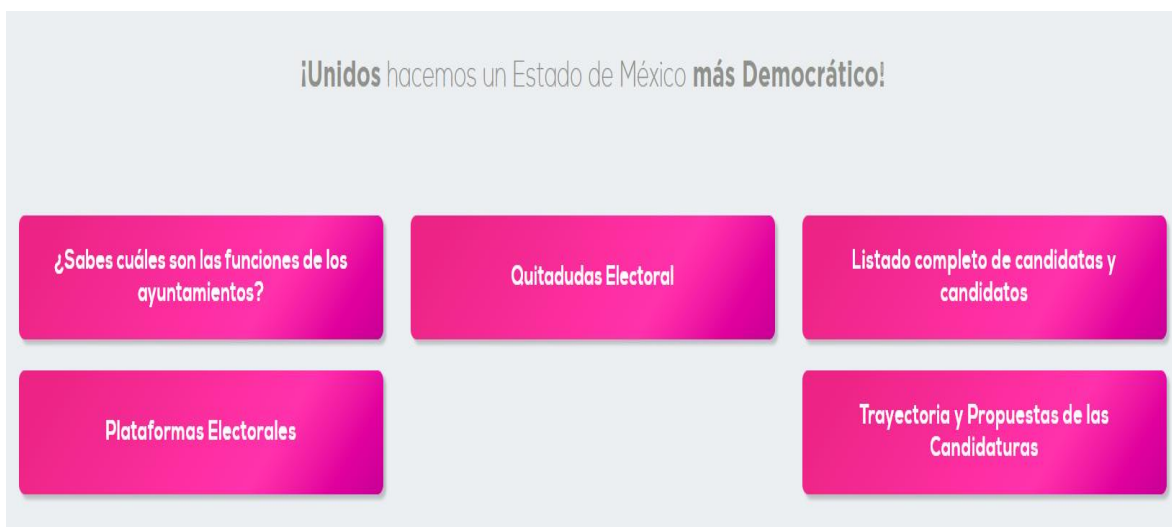 ¡Unidos hacemos un Estado de México más Democrático!
¿Sabes cuáles son las funciones de los
ayuntamientos?
Quitadudas Electoral
Listado completo de candidatas y
candidatos
Plataformas Electorales
Trayectoria y Propuestas de las
Candidaturas